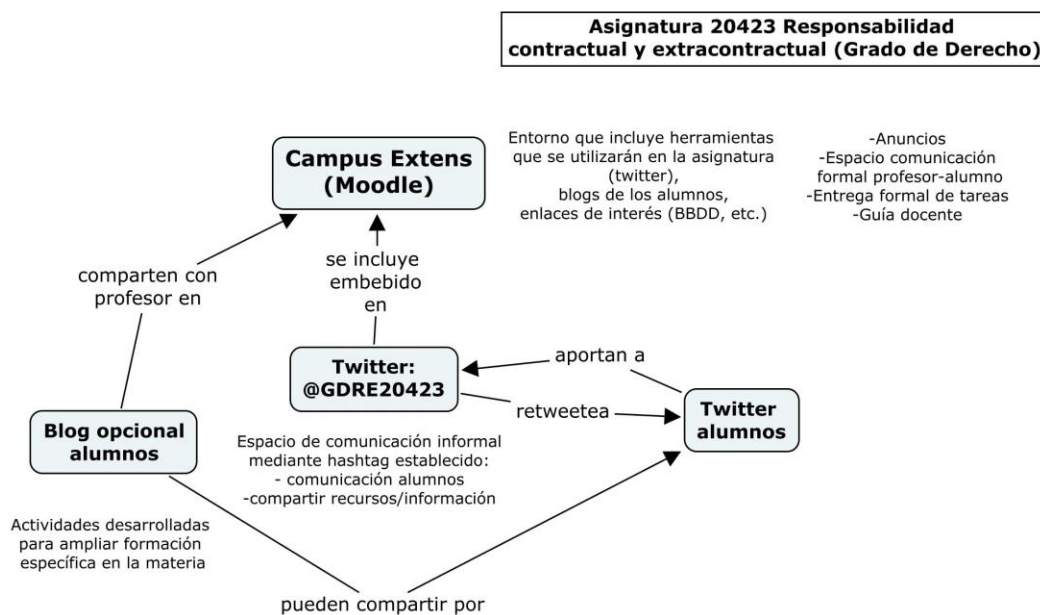 Asignatura 20423 Responsabilidad
contractual y extracontractual (Grado de Derecho)
Campus Extens
(Moodle)
Entorno que incluye herramientas
que se utilizarán en la asignatura
(twitter),
blogs de los alumnos,
enlaces de interés (BBDD, etc.)
-Anuncios
-Espacio comunicación
formal profesor-alumno
-Entrega formal de tareas
-Guía docente
comparten con
profesor en
se incluye
embebido
en
Twitter:
@GDRE20423
aportan a
retweetea
Twitter
alumnos
Blog opcional
alumnos
Espacio de comunicación informal
mediante hashtag establecido:
- comunicación alumnos
-compartir recursos/información
Actividades desarrolladas
para ampliar formación
específica en la materia
pueden compartir por